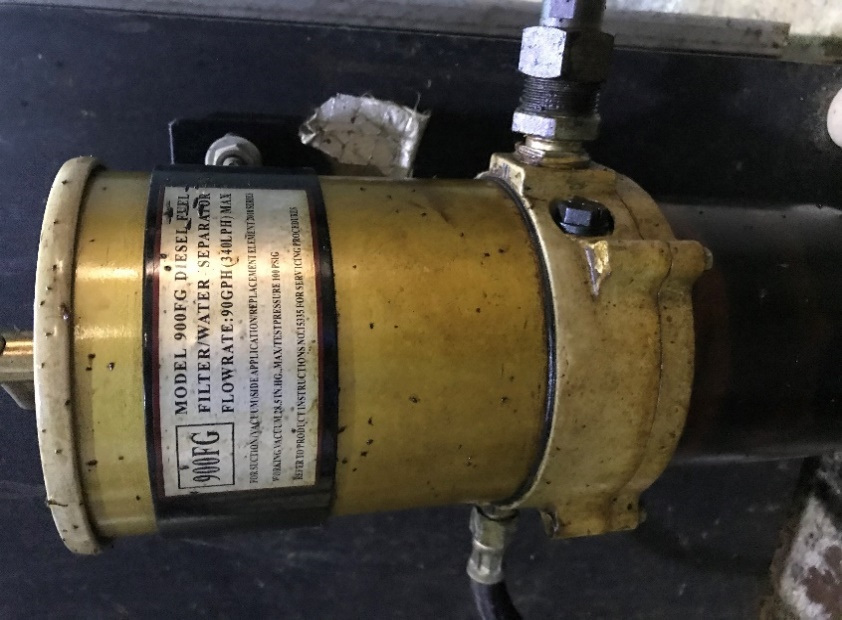 MODEL 900FG DIESEL FUEL
FILTER/WATER SEPARATOR
900FG
FLOWRATE:90GPH(340LPH)MAX
FOR SUCTION(VACUUM)SIDE APPLICATION/REPLACEMENT ELEMENT 2040 SERIES
WORKING VACUUM 28.5 IN.HG.,MAX/TEST PRESSURE 100 PSIG
REFER TO PRODUCT INSTRUCTIONS NO.15335 FOR SERVICING PROCEDURES